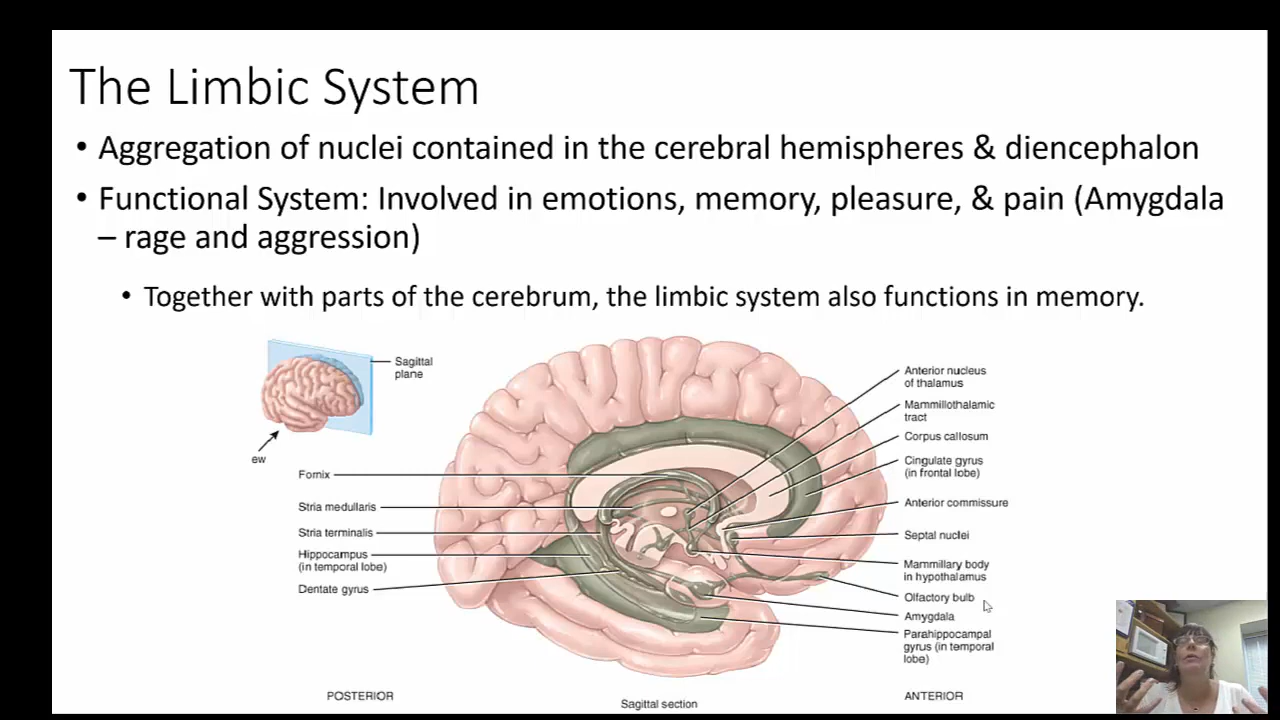 The Limbic System
• Aggregation of nuclei contained in the cerebral hemispheres & diencephalon
• Functional System: Involved in emotions, memory, pleasure, & pain (Amygdala
– rage and aggression)
• Together with parts of the cerebrum, the limbic system also functions in memory.
Sagittal
plane
ew
Fornix
Stria medullaris
Stria terminalis
Hippocampus
(in temporal lobe)
Dentate gyrus
Anterior nucleus
of thalamus
Mammillothalamic
tract
Corpus callosum
Cingulate gyrus
(in frontal lobe)
Anterior commissure
Septal nuclei
Mammillary body
in hypothalamus
Olfactory bulb
Amygdala
Parahippocampal
gyrus (in temporal
lobe)
POSTERIOR
Sagittal section
ANTERIOR